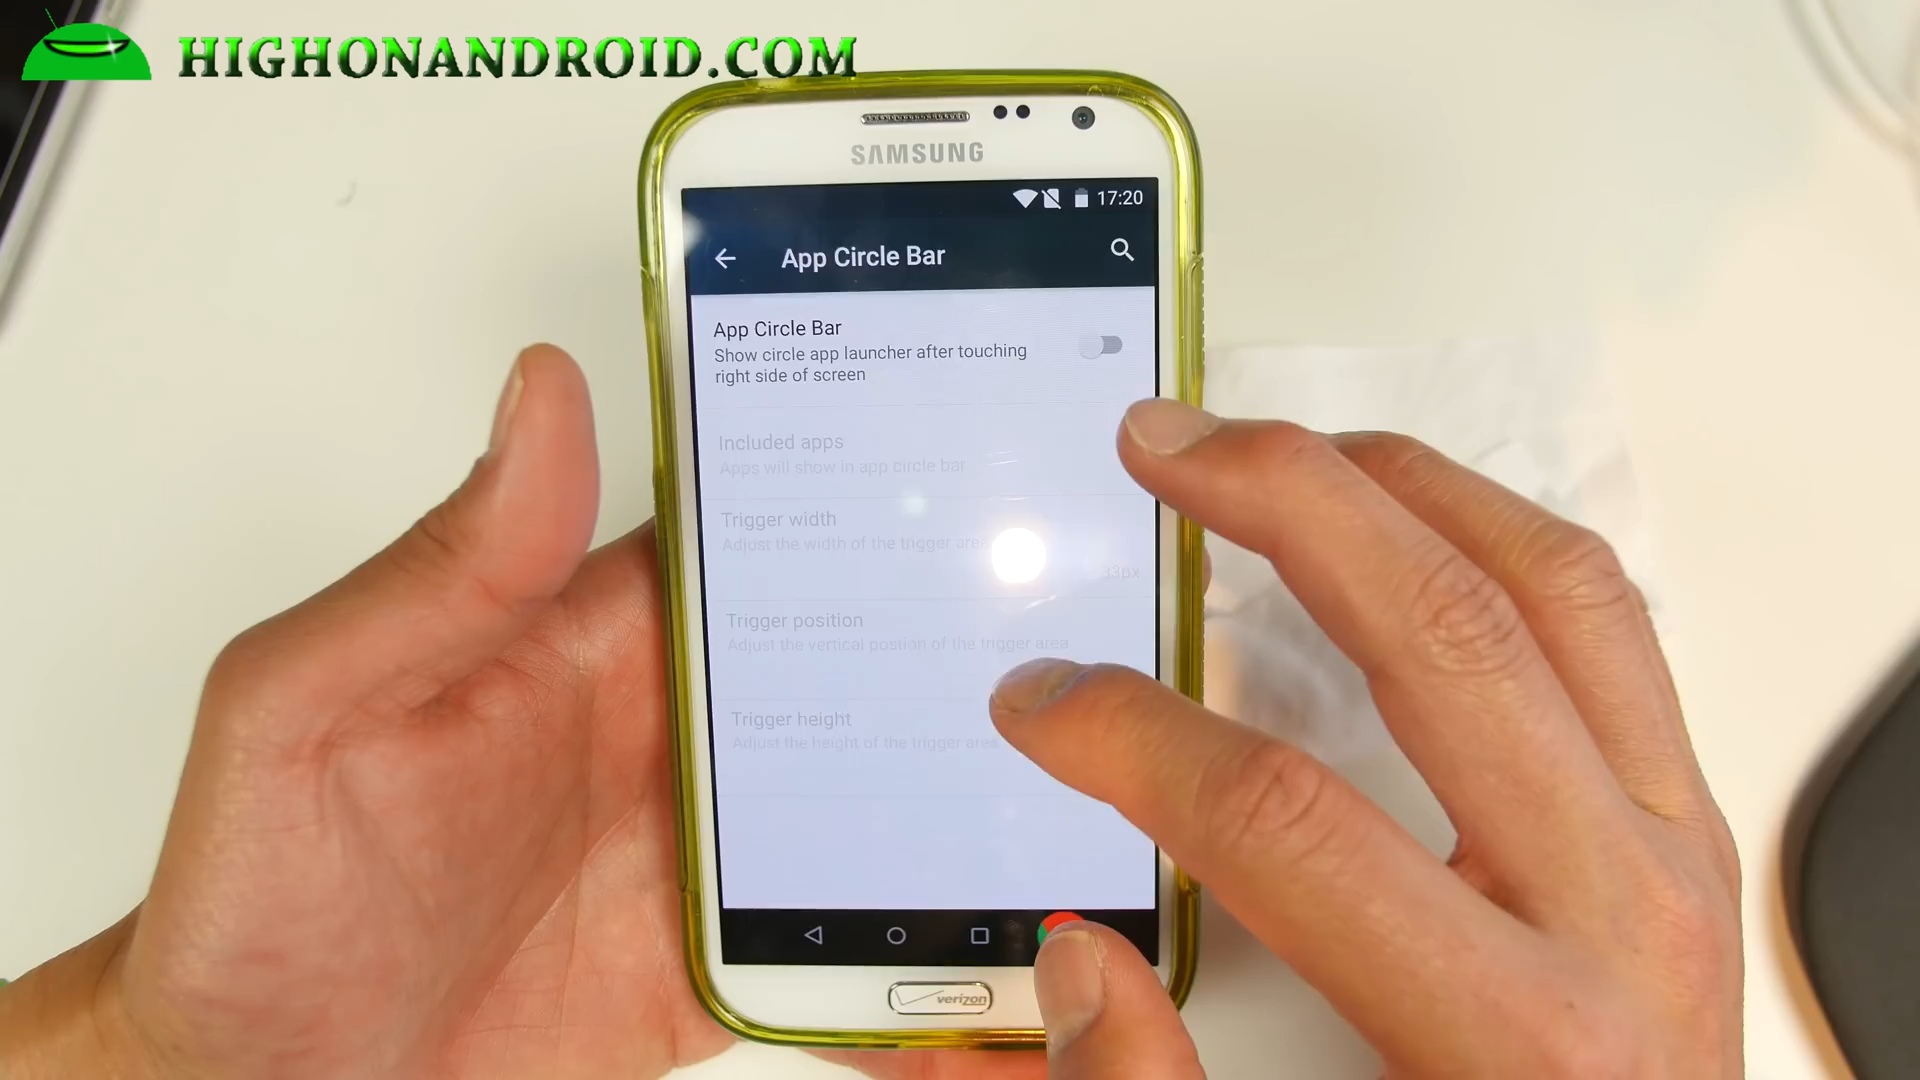 HIGHONANDROID.COM
SAMSUNG
17:20
App Circle Bar
App Circle Bar
Show circle app launcher after touching
right side of screen
Included apps
Apps will show in app circle bar
Trigger width
Adjust the width of the trigger area
33px
Trigger position
Adjust the vertical postion of the trigger area
Trigger height
Adjust the height of the trigger area
verizon